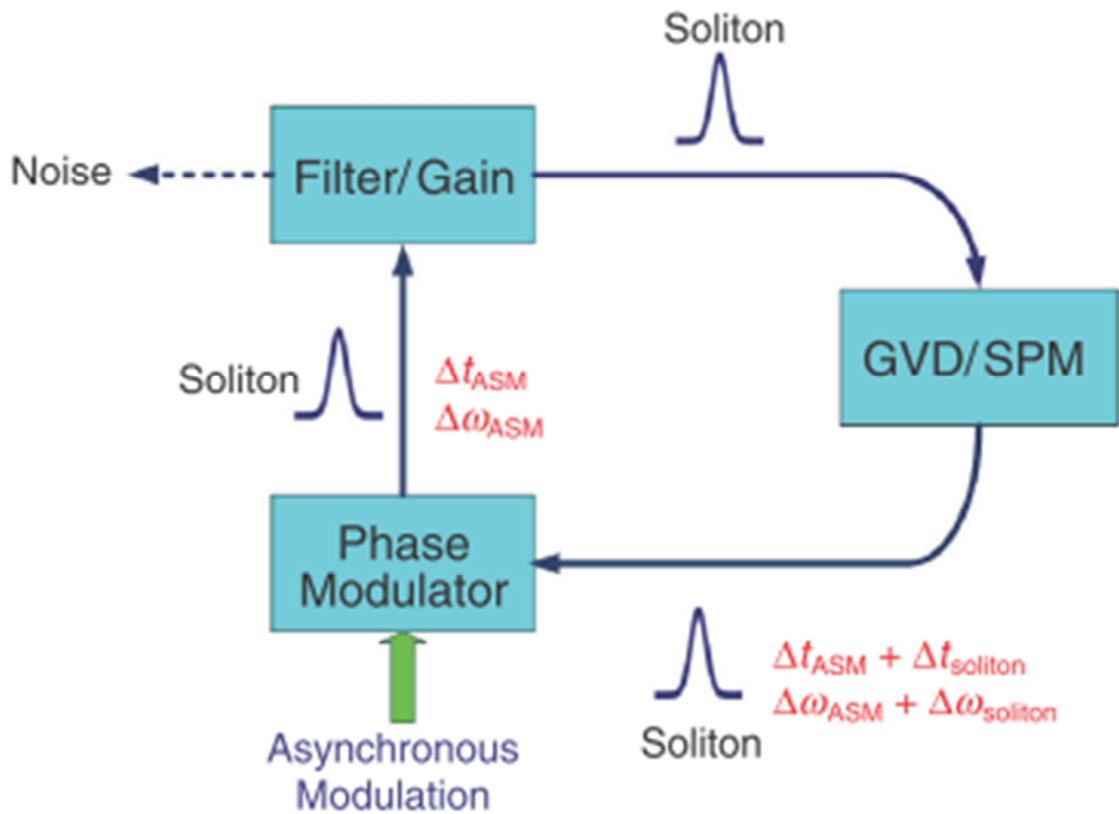 Soliton
Noise
Filter/Gain
GVD/SPM
Soliton
Δt_ASM
Δω_ASM
Phase
Modulator
Δt_ASM + Δt_soliton
Δω_ASM + Δω_soliton
Soliton
Asynchronous
Modulation